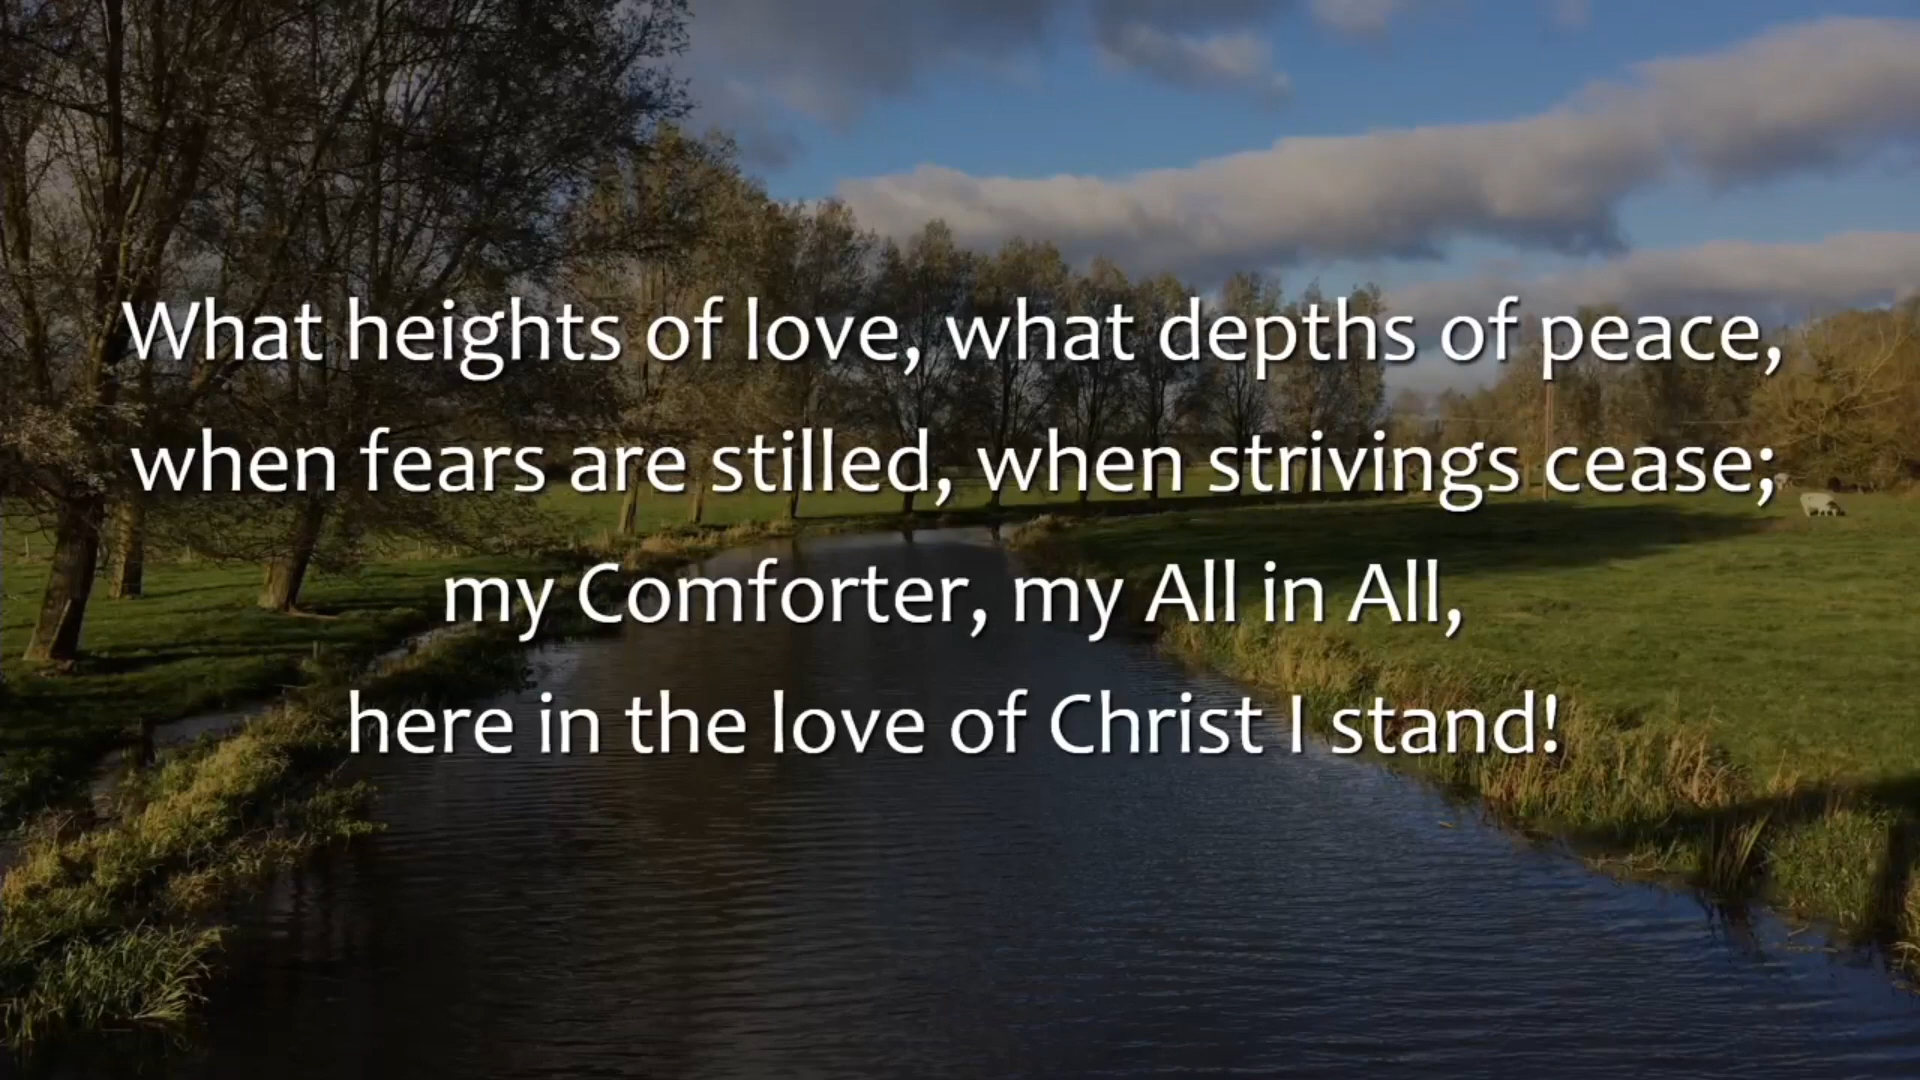 What heights of love, what depths of peace,
when fears are stilled, when strivings cease;
my Comforter, my All in All,
here in the love of Christ I stand!